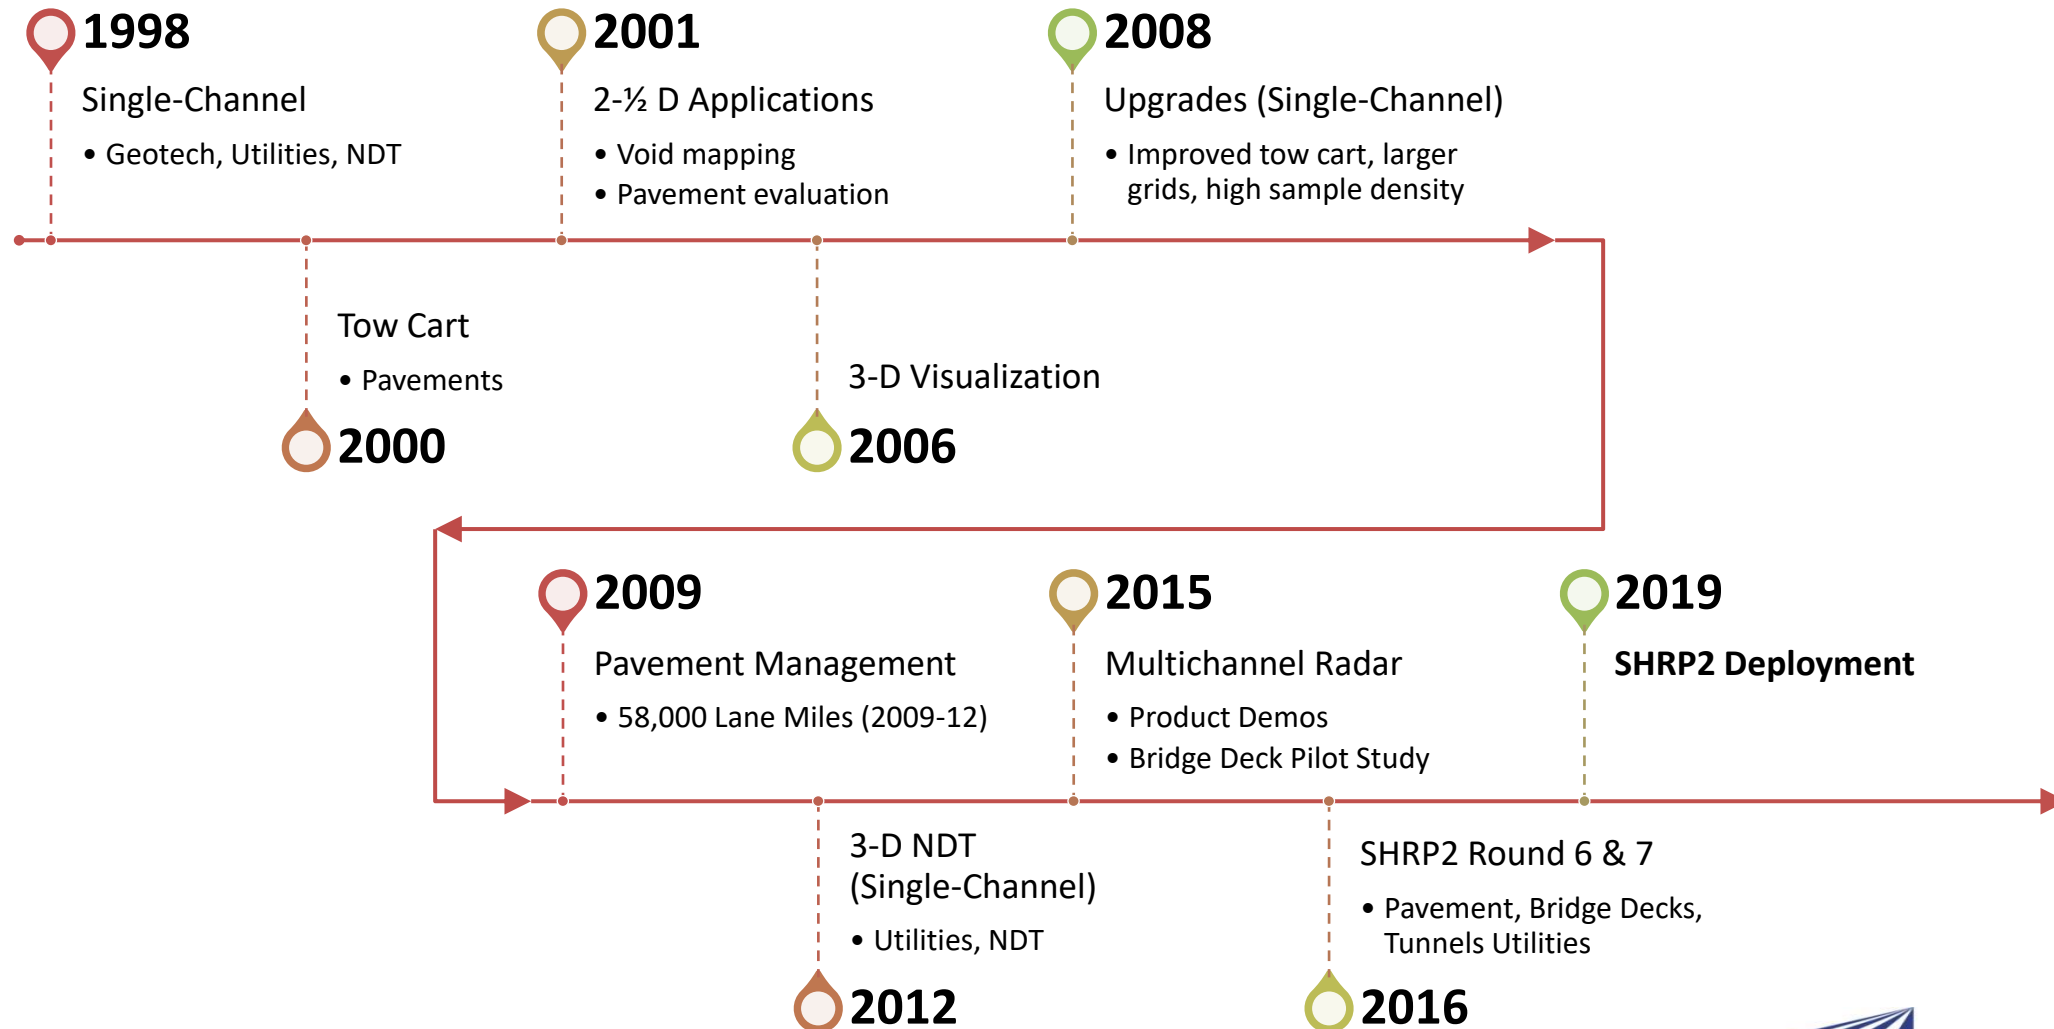 1998
Single-Channel
• Geotech, Utilities, NDT
2001
2-½ D Applications
• Void mapping
• Pavement evaluation
2008
Upgrades (Single-Channel)
• Improved tow cart, larger
grids, high sample density
Tow Cart
• Pavements
2000
3-D Visualization
2006
2009
Pavement Management
• 58,000 Lane Miles (2009-12)
2015
Multichannel Radar
• Product Demos
• Bridge Deck Pilot Study
2019
SHRP2 Deployment
3-D NDT
(Single-Channel)
• Utilities, NDT
2012
SHRP2 Round 6 & 7
• Pavement, Bridge Decks,
Tunnels Utilities
2016